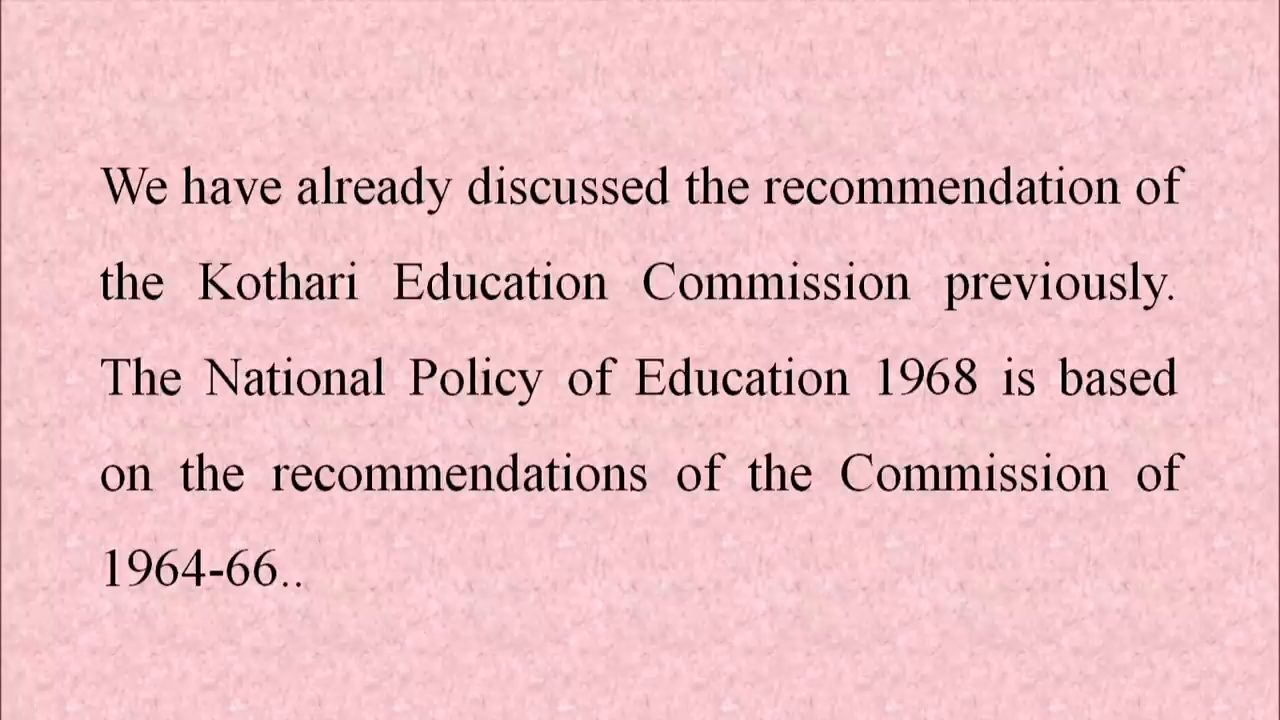 We have already discussed the recommendation of
the Kothari Education Commission previously.
The National Policy of Education 1968 is based
on the recommendations of the Commission of
1964-66..